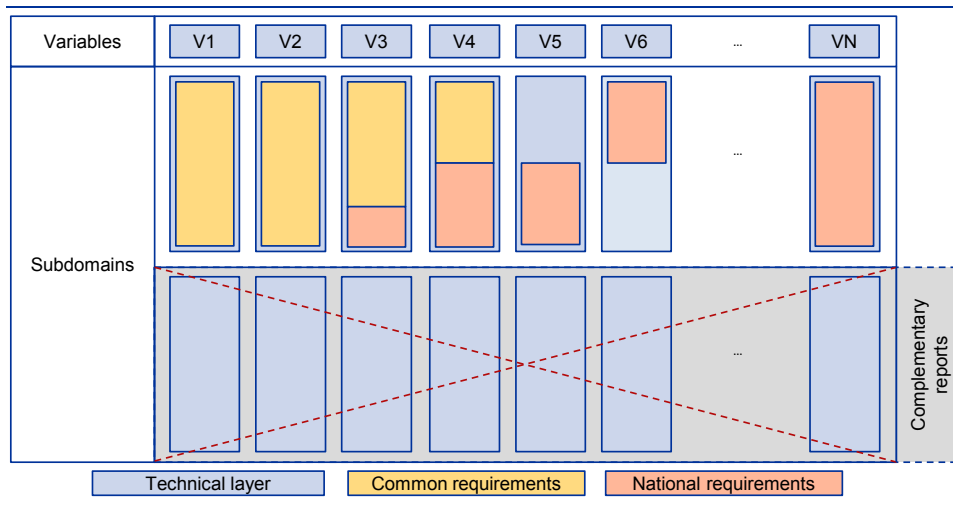 Variables
V1
V2
V3
V4
V5
V6
...
VN
...
Subdomains
...
Complementary
reports
Technical layer
Common requirements
National requirements